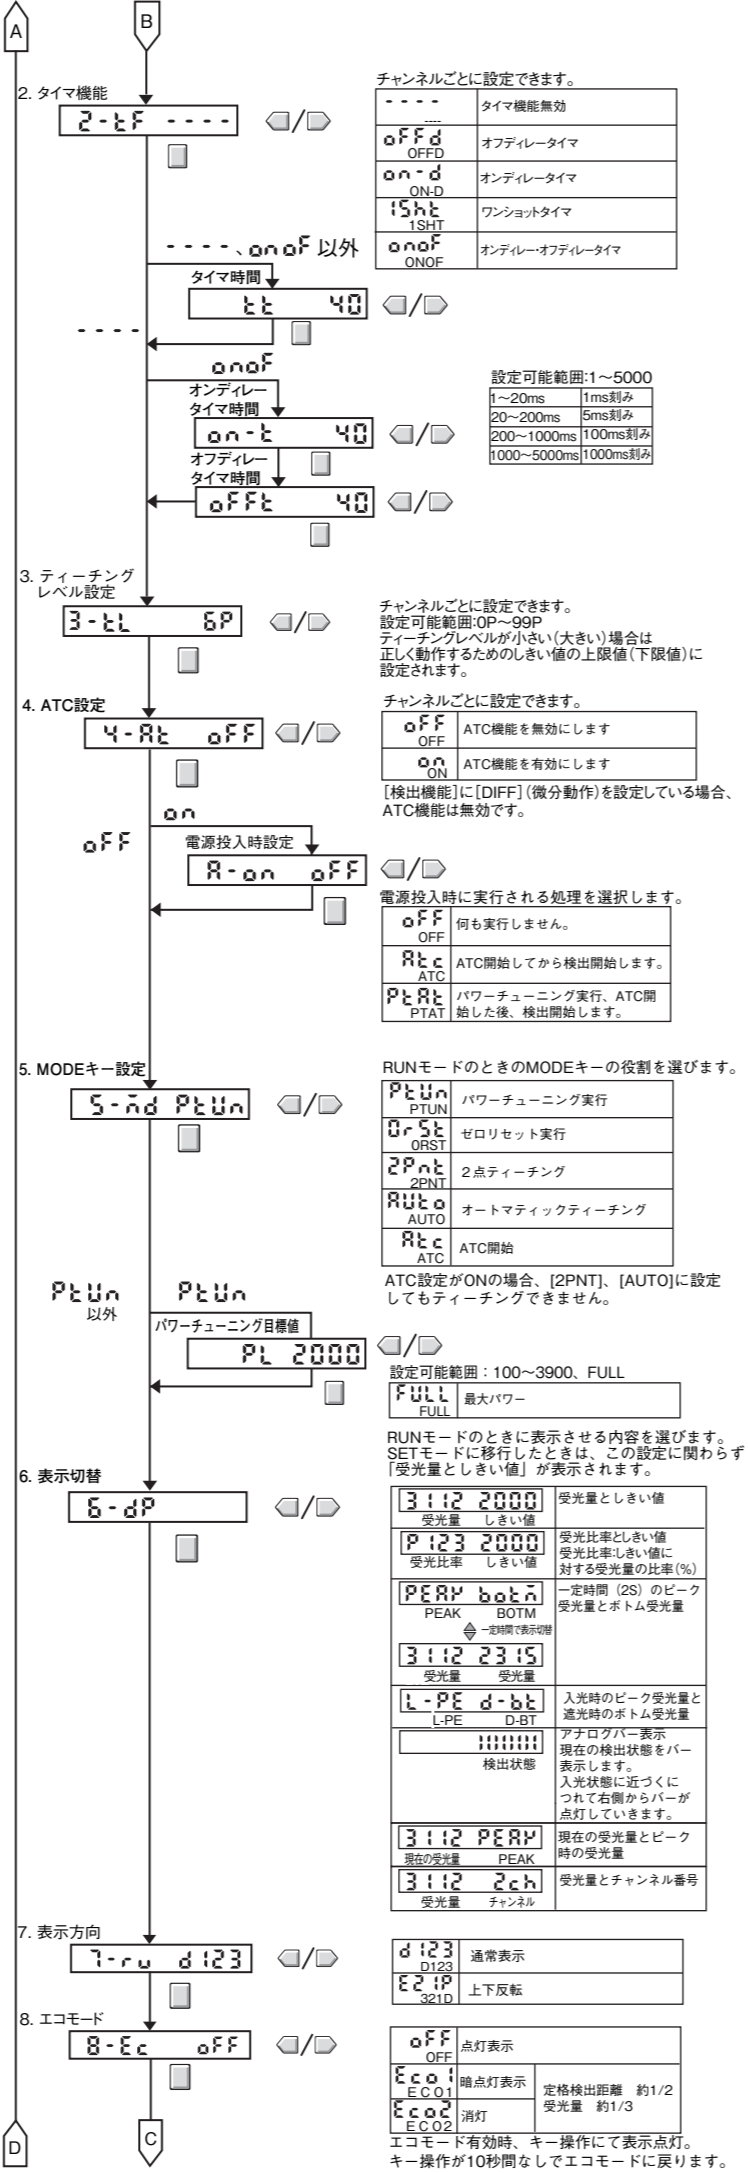 A
B
2. タイマ機能
2-tF ----
チャンネルごとに設定できます。
---- タイマ機能無効
----
oFFd オフディレータイマ
OFFD
on-d オンディレータイマ
ON-D
1Sht ワンショットタイマ
1SHT
onoF オンディレー・オフディレータイマ
ONOF
----、onoF 以外
タイマ時間
tt 40
----
onoF
オンディレー
タイマ時間
on-t 40
オフディレー
タイマ時間
oFFt 40
設定可能範囲:1〜5000
1〜20ms 1ms刻み
20〜200ms 5ms刻み
200〜1000ms 100ms刻み
1000〜5000ms 1000ms刻み
3. ティーチング
レベル設定
3-tL 6P
チャンネルごとに設定できます。
設定可能範囲:0P〜99P
ティーチングレベルが小さい(大きい)場合は
正しく動作するためのしきい値の上限値(下限値)に
設定されます。
4. ATC設定
4-At oFF
チャンネルごとに設定できます。
oFF ATC機能を無効にします
OFF
on ATC機能を有効にします
ON
[検出機能]に[DIFF](微分動作)を設定している場合、
ATC機能は無効です。
on
oFF
電源投入時設定
A-on oFF
電源投入時に実行される処理を選択します。
oFF 何も実行しません。
OFF
Atc ATC開始してから検出開始します。
ATC
PtAt パワーチューニング実行、ATC開
PTAT 始した後、検出開始します。
5. MODEキー設定
5-md PtUn
RUNモードのときのMODEキーの役割を選びます。
PtUn パワーチューニング実行
PTUN
0rSt ゼロリセット実行
0RST
2Pnt 2点ティーチング
2PNT
AUto オートマティックティーチング
AUTO
Atc ATC開始
ATC
ATC設定がONの場合、[2PNT]、[AUTO]に設定
してもティーチングできません。
PtUn PtUn
以外
パワーチューニング目標値
PL 2000
設定可能範囲：100〜3900、FULL
FULL 最大パワー
FULL
RUNモードのときに表示させる内容を選びます。
SETモードに移行したときは、この設定に関わらず
「受光量としきい値」が表示されます。
6. 表示切替
6-dP
3112 2000 受光量としきい値
受光量 しきい値
P 123 2000 受光比率としきい値
受光比率 しきい値 受光比率:しきい値に
対する受光量の比率(%)
PEAK botm 一定時間（2S）のピーク
PEAK BOTM 受光量とボトム受光量
一定時間で表示切替
3112 2315
受光量 受光量
L-PE d-bt 入光時のピーク受光量と
L-PE D-BT 遮光時のボトム受光量
アナログバー表示
検出状態 現在の検出状態をバー
表示します。
入光状態に近づくに
つれて右側からバーが
点灯していきます。
3112 PEAK 現在の受光量とピーク
現在の受光量 PEAK 時の受光量
3112 2ch 受光量とチャンネル番号
受光量 チャンネル
7. 表示方向
7-ru d123
d123 通常表示
D123
321D 上下反転
8. エコモード
8-Ec oFF
oFF 点灯表示
OFF
Eco1 暗点灯表示 定格検出距離 約1/2
ECO1 受光量 約1/3
Eco2 消灯
ECO2
エコモード有効時、キー操作にて表示点灯。
キー操作が10秒間なしでエコモードに戻ります。
D
C